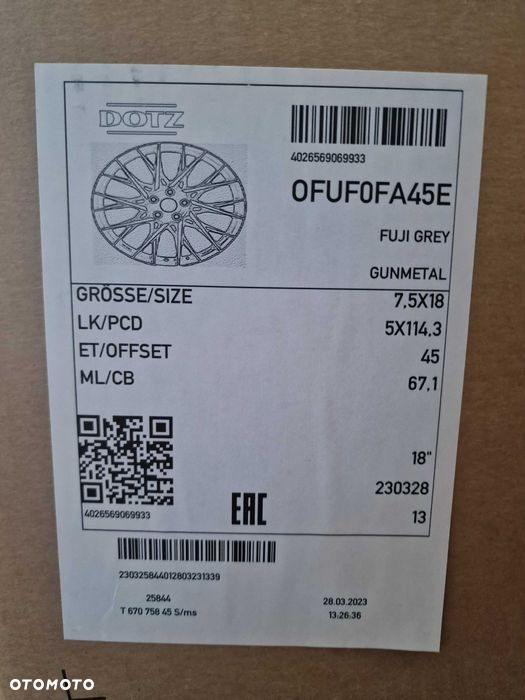 DOTZ
4026569069933
OFUF0FA45E
FUJI GREY
GUNMETAL
GRÖSSE/SIZE 7,5X18
LK/PCD 5X114,3
ET/OFFSET 45
ML/CB 67,1
18"
230328
4026569069933 EAC 13
230325844012803231339
25844 28.03.2023
T 670 758 45 S/ms 13:26:36
OTOMOTO